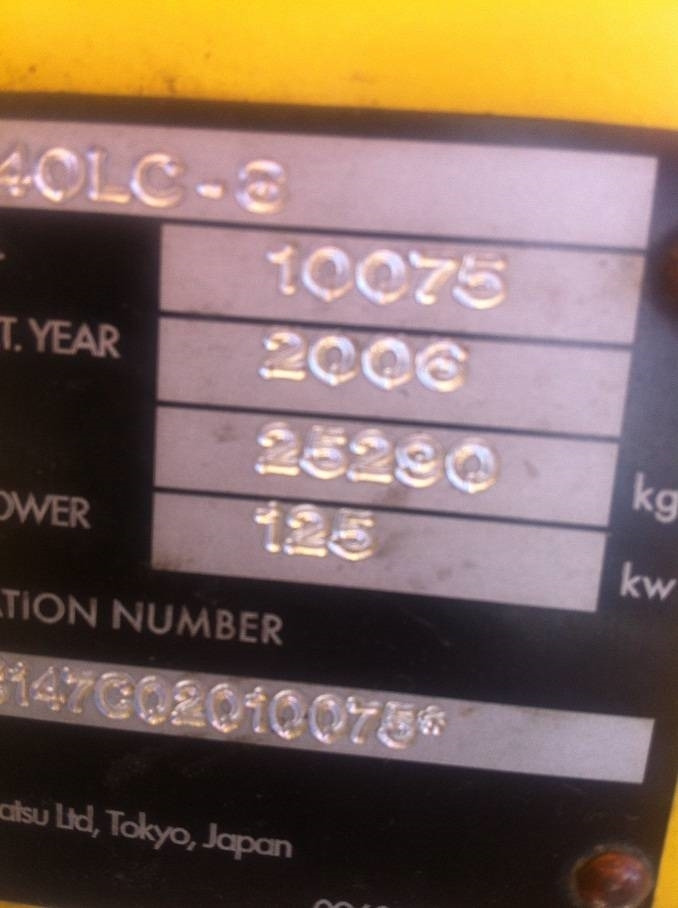 40LC-8
10075
T. YEAR 2006
25290 kg
OWER 125 kw
ATION NUMBER
147C02010075*
atsu Ltd, Tokyo, Japan